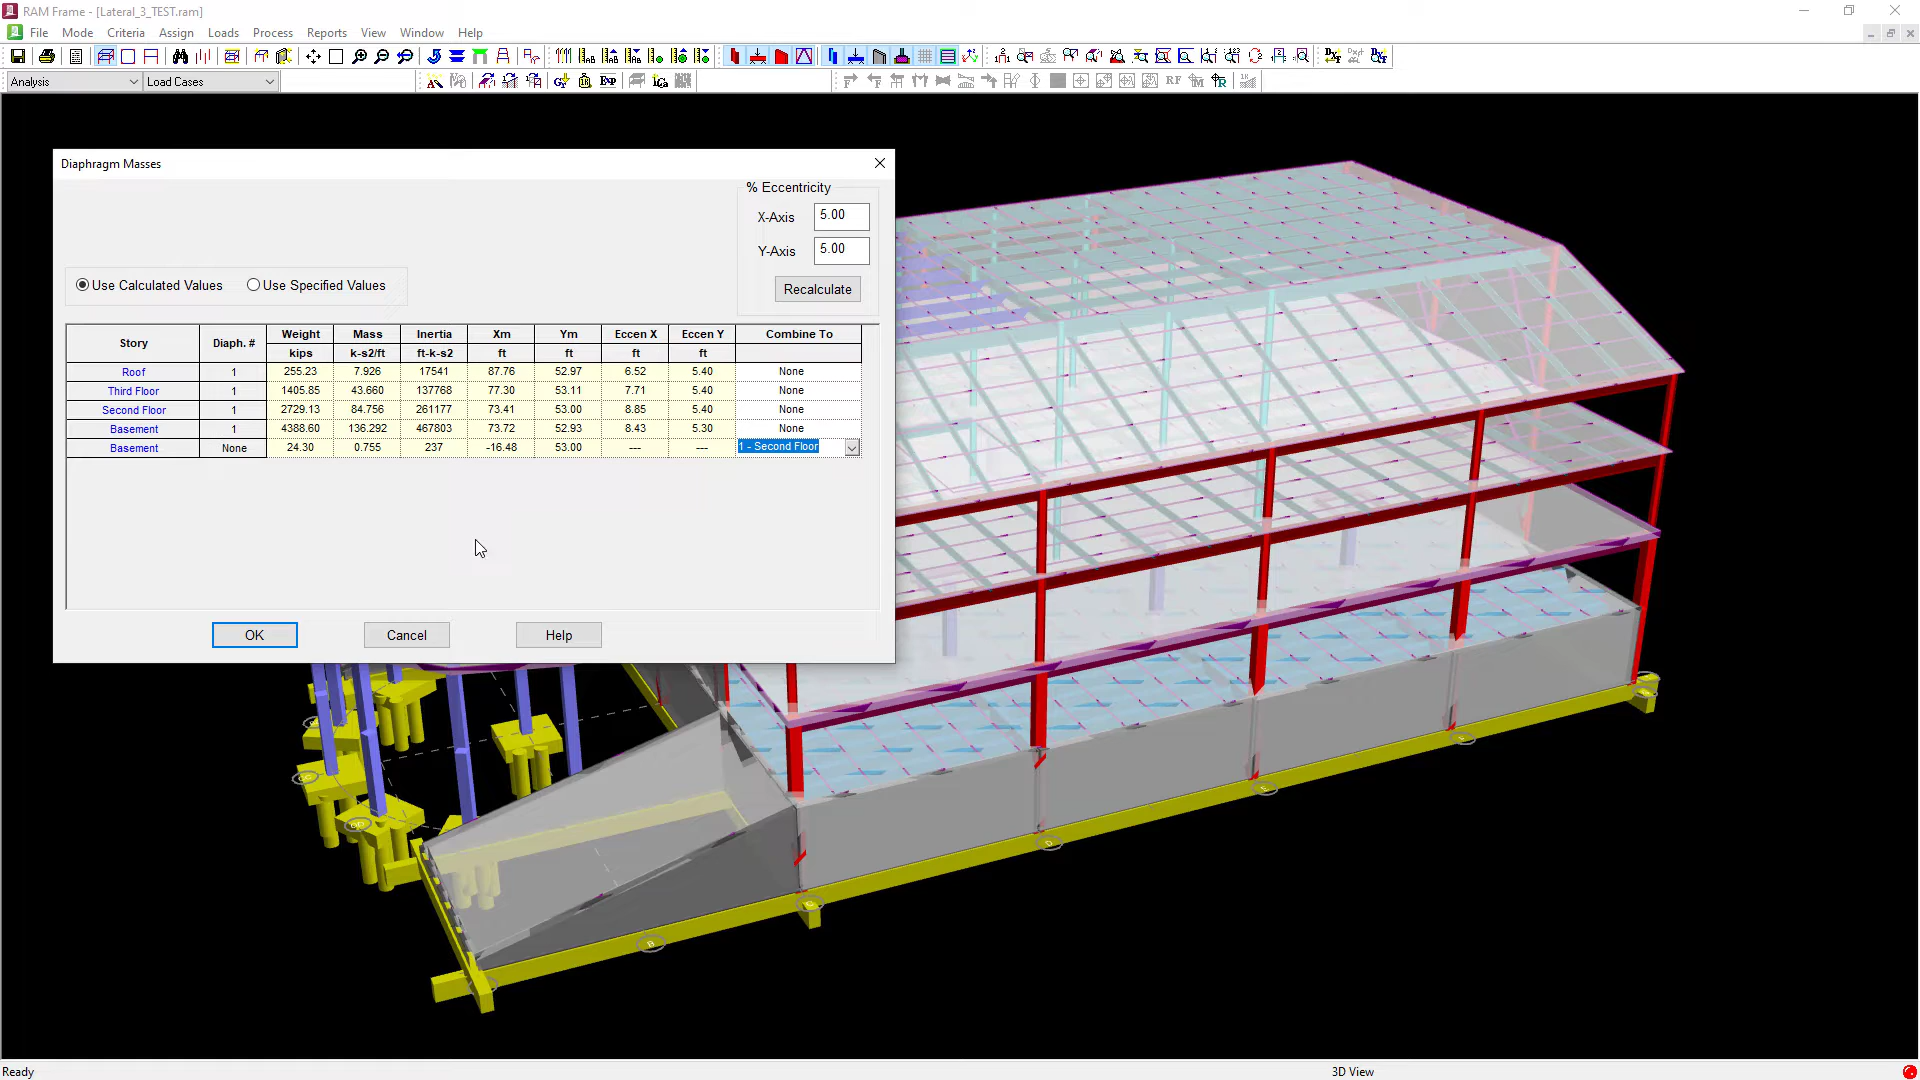 RAM Frame - [Lateral_3_TEST.ram]
File Mode Criteria Assign Loads Process Reports View Window Help
Analysis Load Cases
Diaphragm Masses
% Eccentricity
X-Axis 5.00
Y-Axis 5.00
Use Calculated Values Use Specified Values
Recalculate
Story Diaph. # Weight Mass Inertia Xm Ym Eccen X Eccen Y Combine To
kips k-s2/ft ft-k-s2 ft ft ft ft
Roof 1 255.23 7.926 17541 87.76 52.97 6.52 5.40 None
Third Floor 1 1405.85 43.660 137768 77.30 53.11 7.71 5.40 None
Second Floor 1 2729.13 84.756 261177 73.41 53.00 8.85 5.40 None
Basement 1 4388.60 136.292 467803 73.72 52.93 8.43 5.30 None
Basement None 24.30 0.755 237 -16.48 53.00 --- --- 1 - Second Floor
OK Cancel Help
B
Ready 3D View